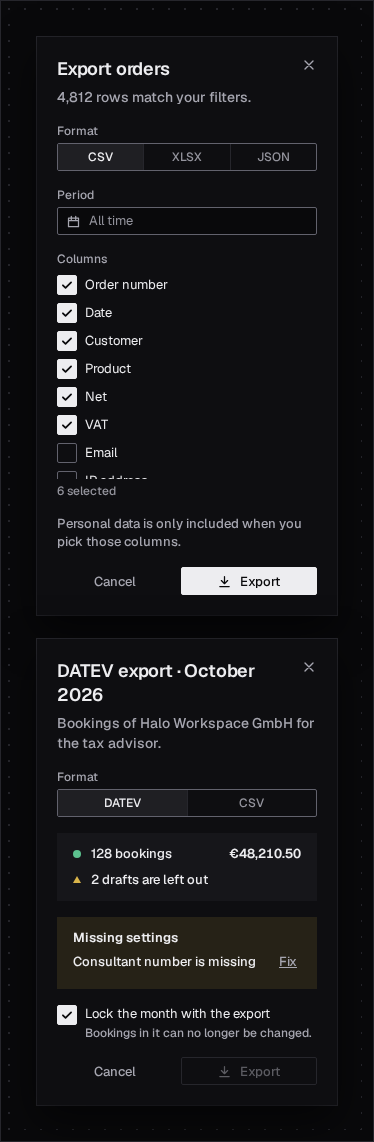 Export orders
4,812 rows match your filters.
Format
CSV XLSX JSON
Period
All time
Columns
Order number
Date
Customer
Product
Net
VAT
Email
IP address
6 selected
Personal data is only included when you
pick those columns.
Cancel Export
DATEV export · October
2026
Bookings of Halo Workspace GmbH for
the tax advisor.
Format
DATEV CSV
128 bookings €48,210.50
2 drafts are left out
Missing settings
Consultant number is missing Fix
Lock the month with the export
Bookings in it can no longer be changed.
Cancel Export